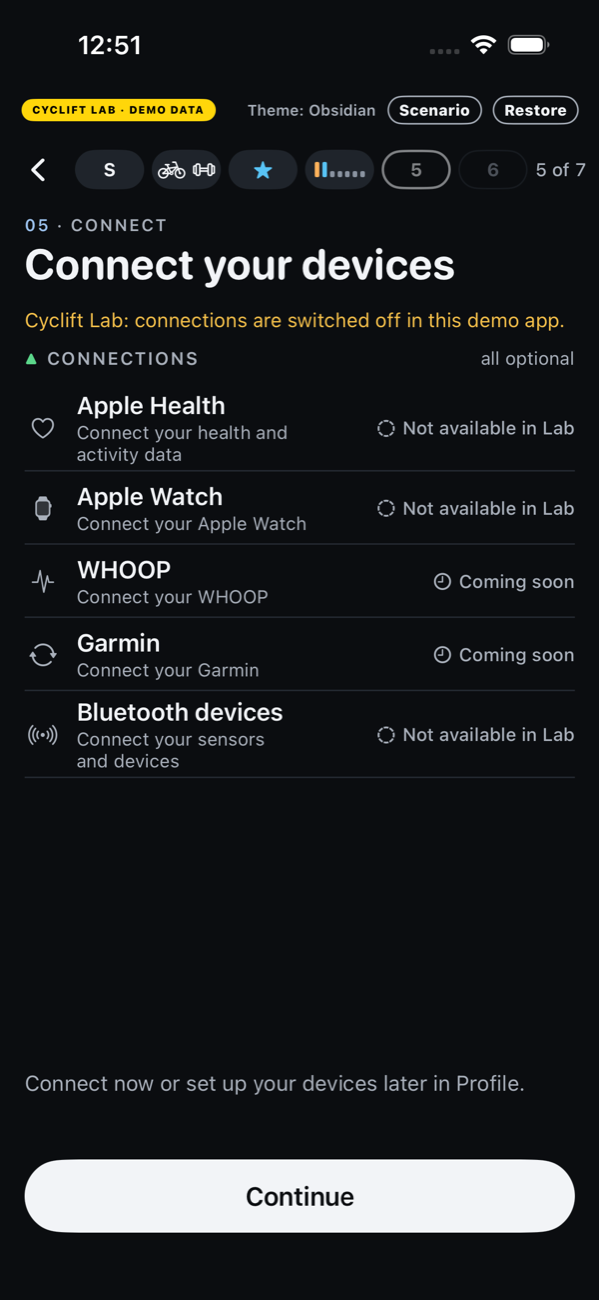 12:51
CYCLIFT LAB · DEMO DATA Theme: Obsidian Scenario Restore
S 5 6 5 of 7
05 · CONNECT
Connect your devices
Cyclift Lab: connections are switched off in this demo app.
CONNECTIONS all optional
Apple Health
Connect your health and
activity data
Not available in Lab
Apple Watch
Connect your Apple Watch
Not available in Lab
WHOOP
Connect your WHOOP
Coming soon
Garmin
Connect your Garmin
Coming soon
Bluetooth devices
Connect your sensors
and devices
Not available in Lab
Connect now or set up your devices later in Profile.
Continue